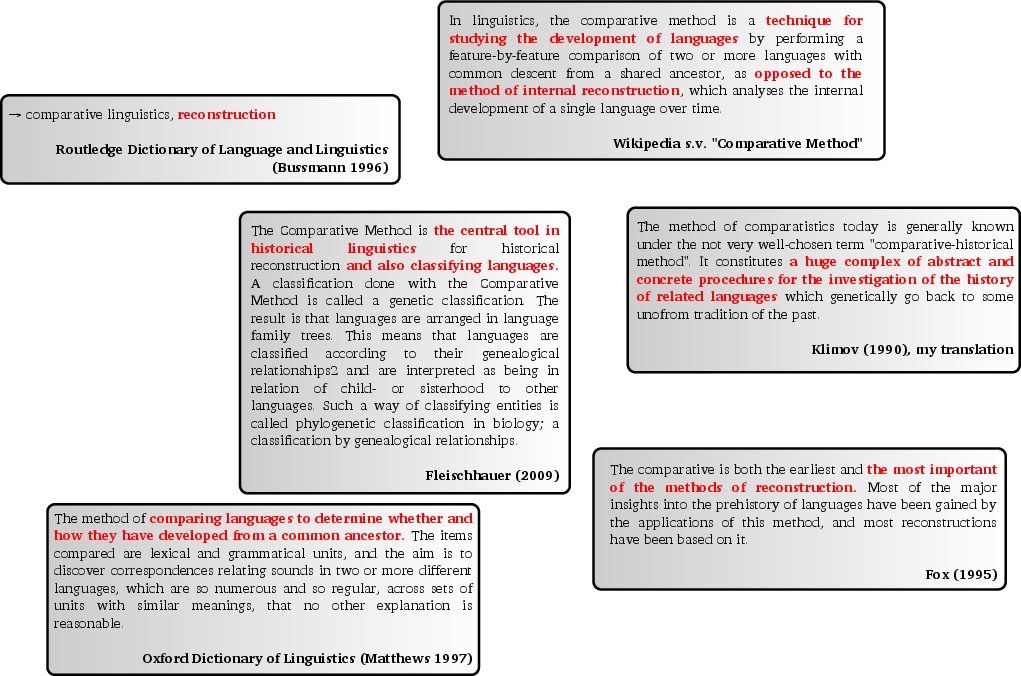 In linguistics, the comparative method is a technique for
studying the development of languages by performing a
feature-by-feature comparison of two or more languages with
common descent from a shared ancestor, as opposed to the
method of internal reconstruction, which analyses the internal
development of a single language over time.
Wikipedia s.v. "Comparative Method"
→ comparative linguistics, reconstruction
Routledge Dictionary of Language and Linguistics
(Bussmann 1996)
The Comparative Method is the central tool in
historical linguistics for historical
reconstruction and also classifying languages.
A classification done with the Comparative
Method is called a genetic classification. The
result is that languages are arranged in language
family trees. This means that languages are
classified according to their genealogical
relationships2 and are interpreted as being in
relation of child- or sisterhood to other
languages. Such a way of classifying entities is
called phylogenetic classification in biology; a
classification by genealogical relationships.
Fleischhauer (2009)
The method of comparatistics today is generally known
under the not very well-chosen term "comparative-historical
method". It constitutes a huge complex of abstract and
concrete procedures for the investigation of the history
of related languages which genetically go back to some
unofrom tradition of the past.
Klimov (1990), my translation
The comparative is both the earliest and the most important
of the methods of reconstruction. Most of the major
insights into the prehistory of languages have been gained by
the applications of this method, and most reconstructions
have been based on it.
Fox (1995)
The method of comparing languages to determine whether and
how they have developed from a common ancestor. The items
compared are lexical and grammatical units, and the aim is to
discover correspondences relating sounds in two or more different
languages, which are so numerous and so regular, across sets of
units with similar meanings, that no other explanation is
reasonable.
Oxford Dictionary of Linguistics (Matthews 1997)